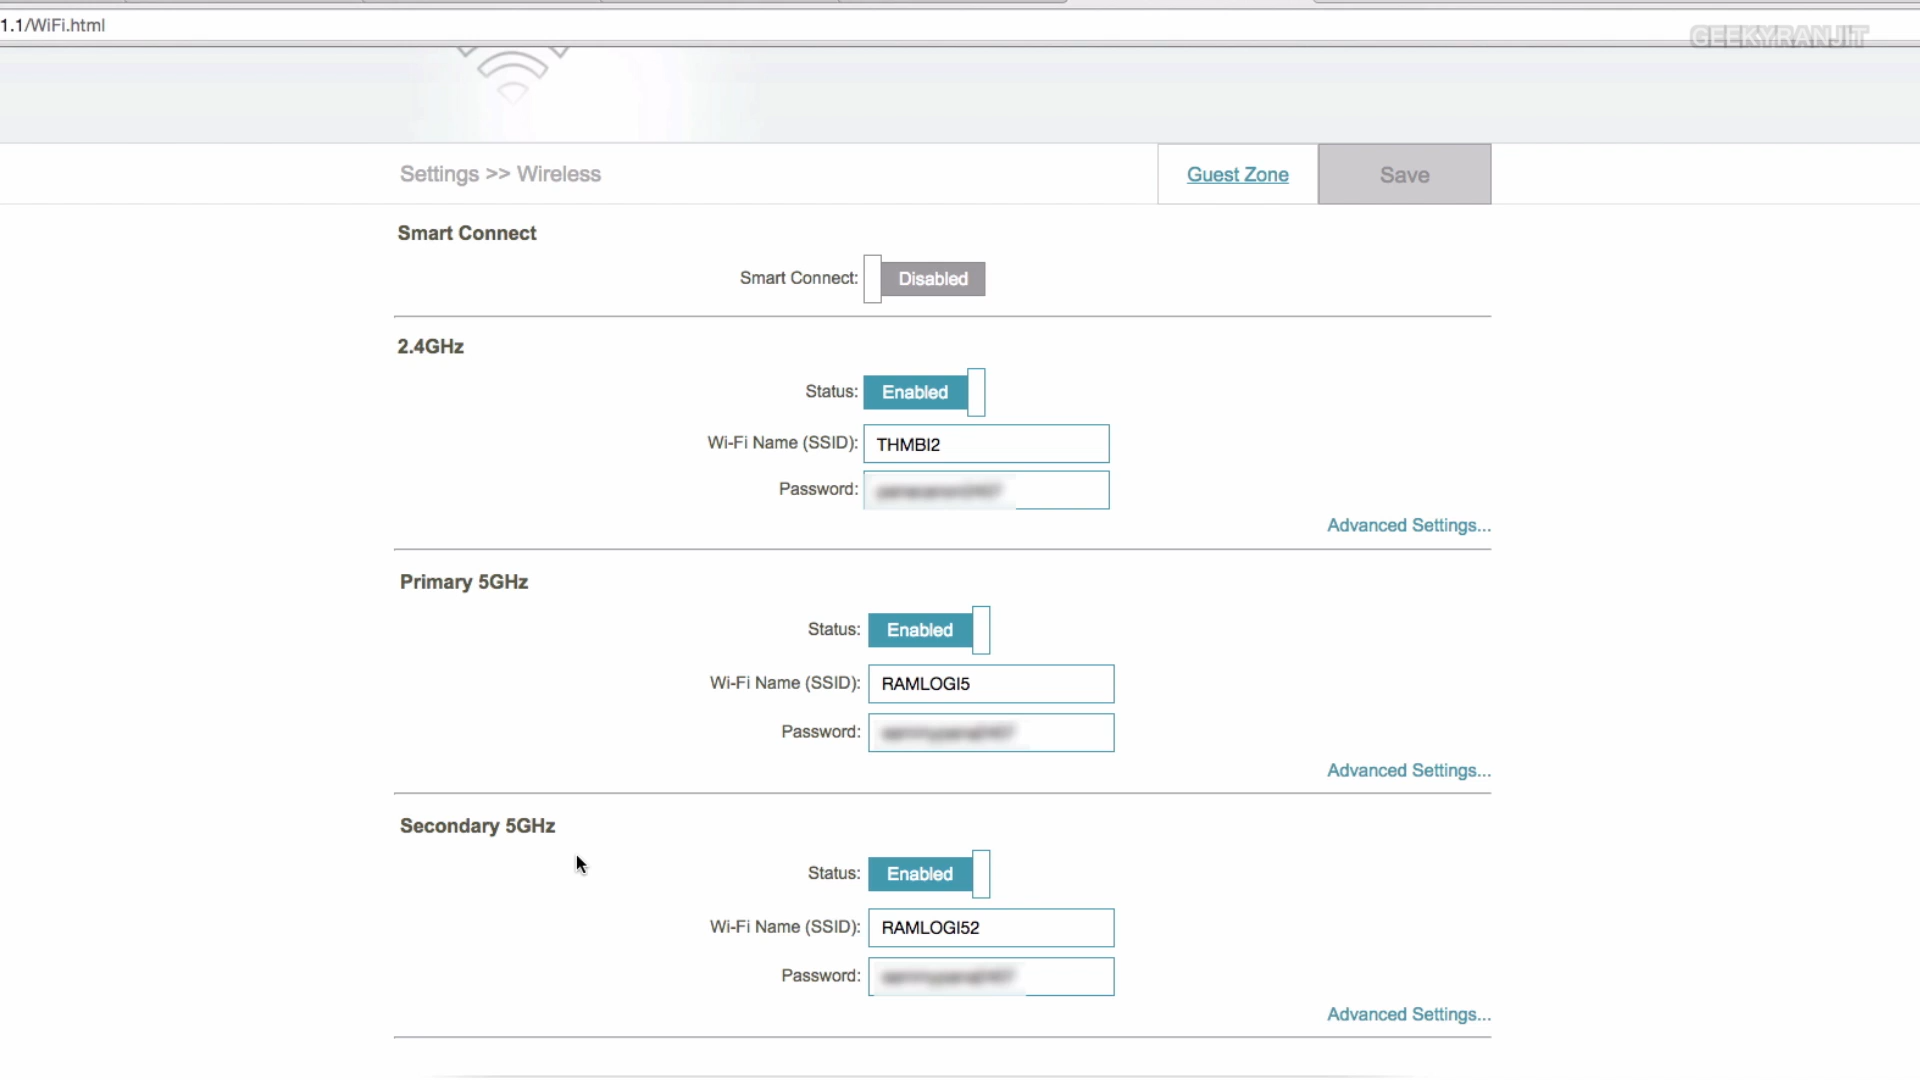 1.1/WiFi.html
GEEKYRANJIT
Settings >> Wireless
Guest Zone
Save
Smart Connect
Smart Connect: Disabled
2.4GHz
Status: Enabled
Wi-Fi Name (SSID): THMBI2
Password:
Advanced Settings...
Primary 5GHz
Status: Enabled
Wi-Fi Name (SSID): RAMLOGI5
Password:
Advanced Settings...
Secondary 5GHz
Status: Enabled
Wi-Fi Name (SSID): RAMLOGI52
Password:
Advanced Settings...